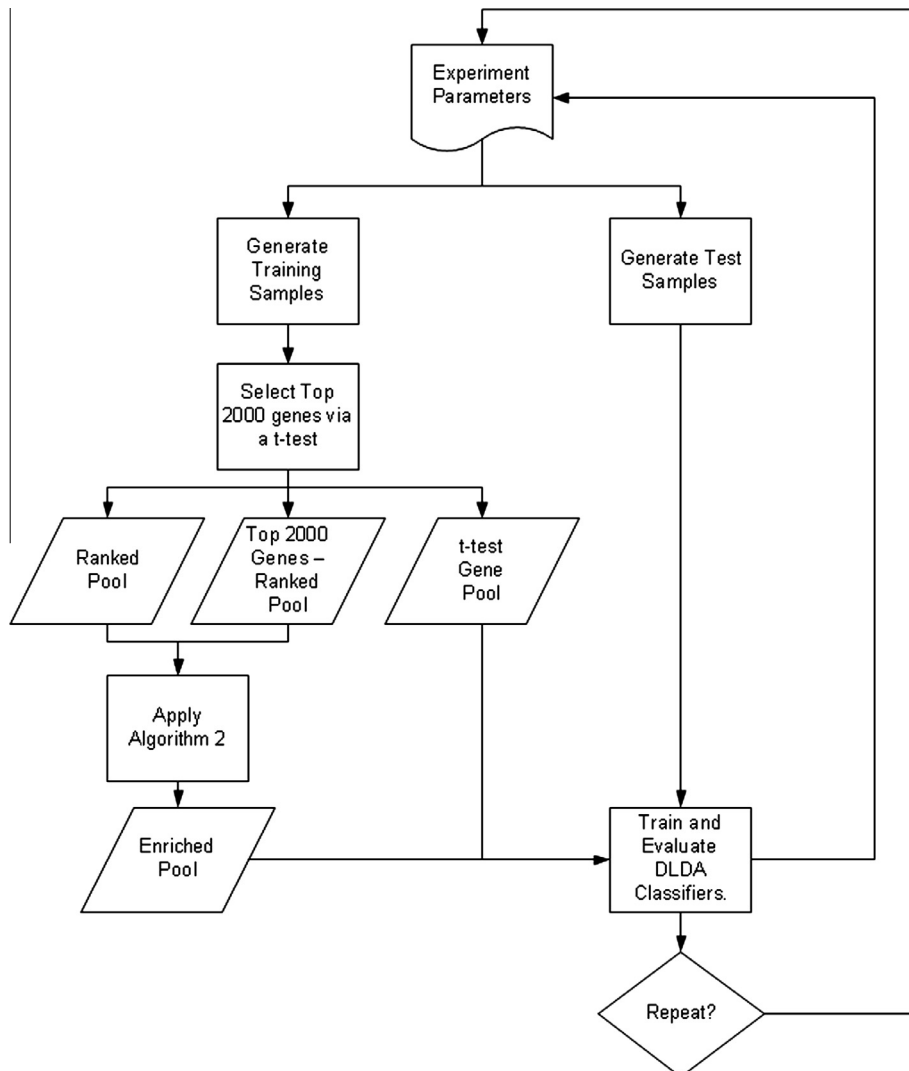 Experiment
Parameters
Generate
Training
Samples
Generate Test
Samples
Select Top
2000 genes via
a t-test
Ranked
Pool
Top 2000
Genes –
Ranked
Pool
t-test
Gene
Pool
Apply
Algorithm 2
Enriched
Pool
Train and
Evaluate
DLDA
Classifiers.
Repeat?